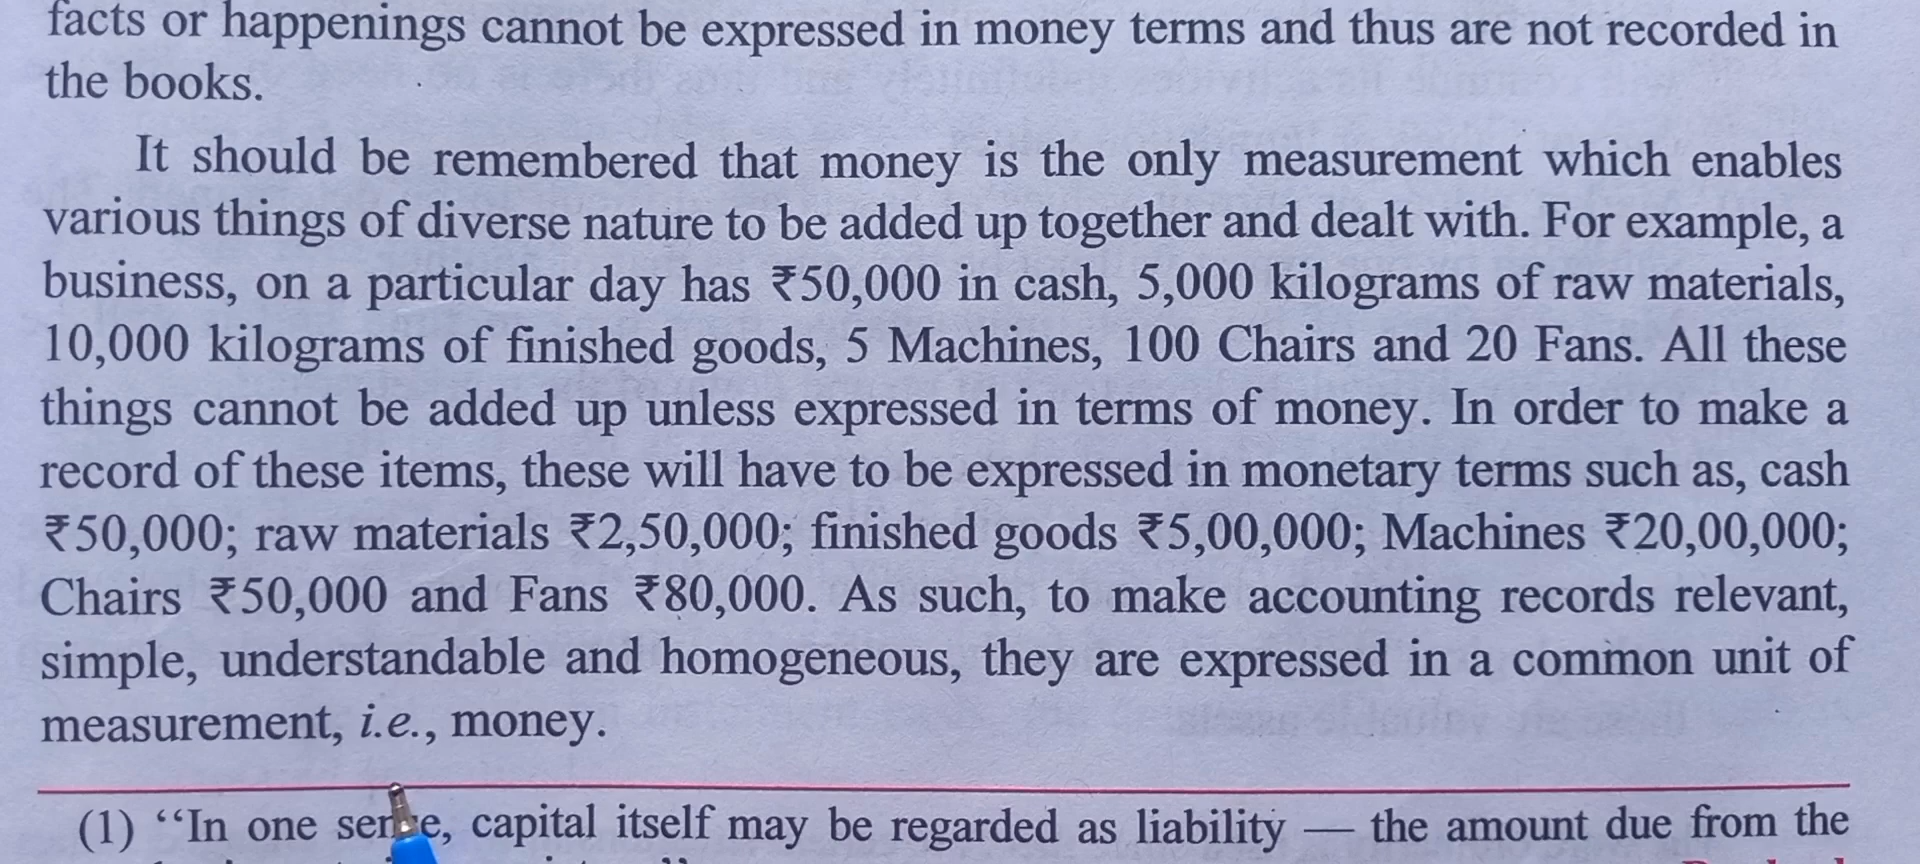 facts or happenings cannot be expressed in money terms and thus are not recorded in
the books.
It should be remembered that money is the only measurement which enables
various things of diverse nature to be added up together and dealt with. For example, a
business, on a particular day has ₹50,000 in cash, 5,000 kilograms of raw materials,
10,000 kilograms of finished goods, 5 Machines, 100 Chairs and 20 Fans. All these
things cannot be added up unless expressed in terms of money. In order to make a
record of these items, these will have to be expressed in monetary terms such as, cash
₹50,000; raw materials ₹2,50,000; finished goods ₹5,00,000; Machines ₹20,00,000;
Chairs ₹50,000 and Fans ₹80,000. As such, to make accounting records relevant,
simple, understandable and homogeneous, they are expressed in a common unit of
measurement, i.e., money.
(1) “In one sense, capital itself may be regarded as liability — the amount due from the